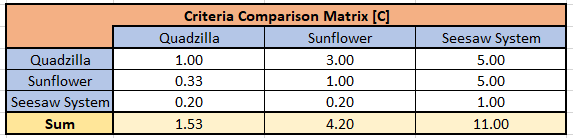 Criteria Comparison Matrix [C]
Quadzilla Sunflower Seesaw System
Quadzilla 1.00 3.00 5.00
Sunflower 0.33 1.00 5.00
Seesaw System 0.20 0.20 1.00
Sum 1.53 4.20 11.00